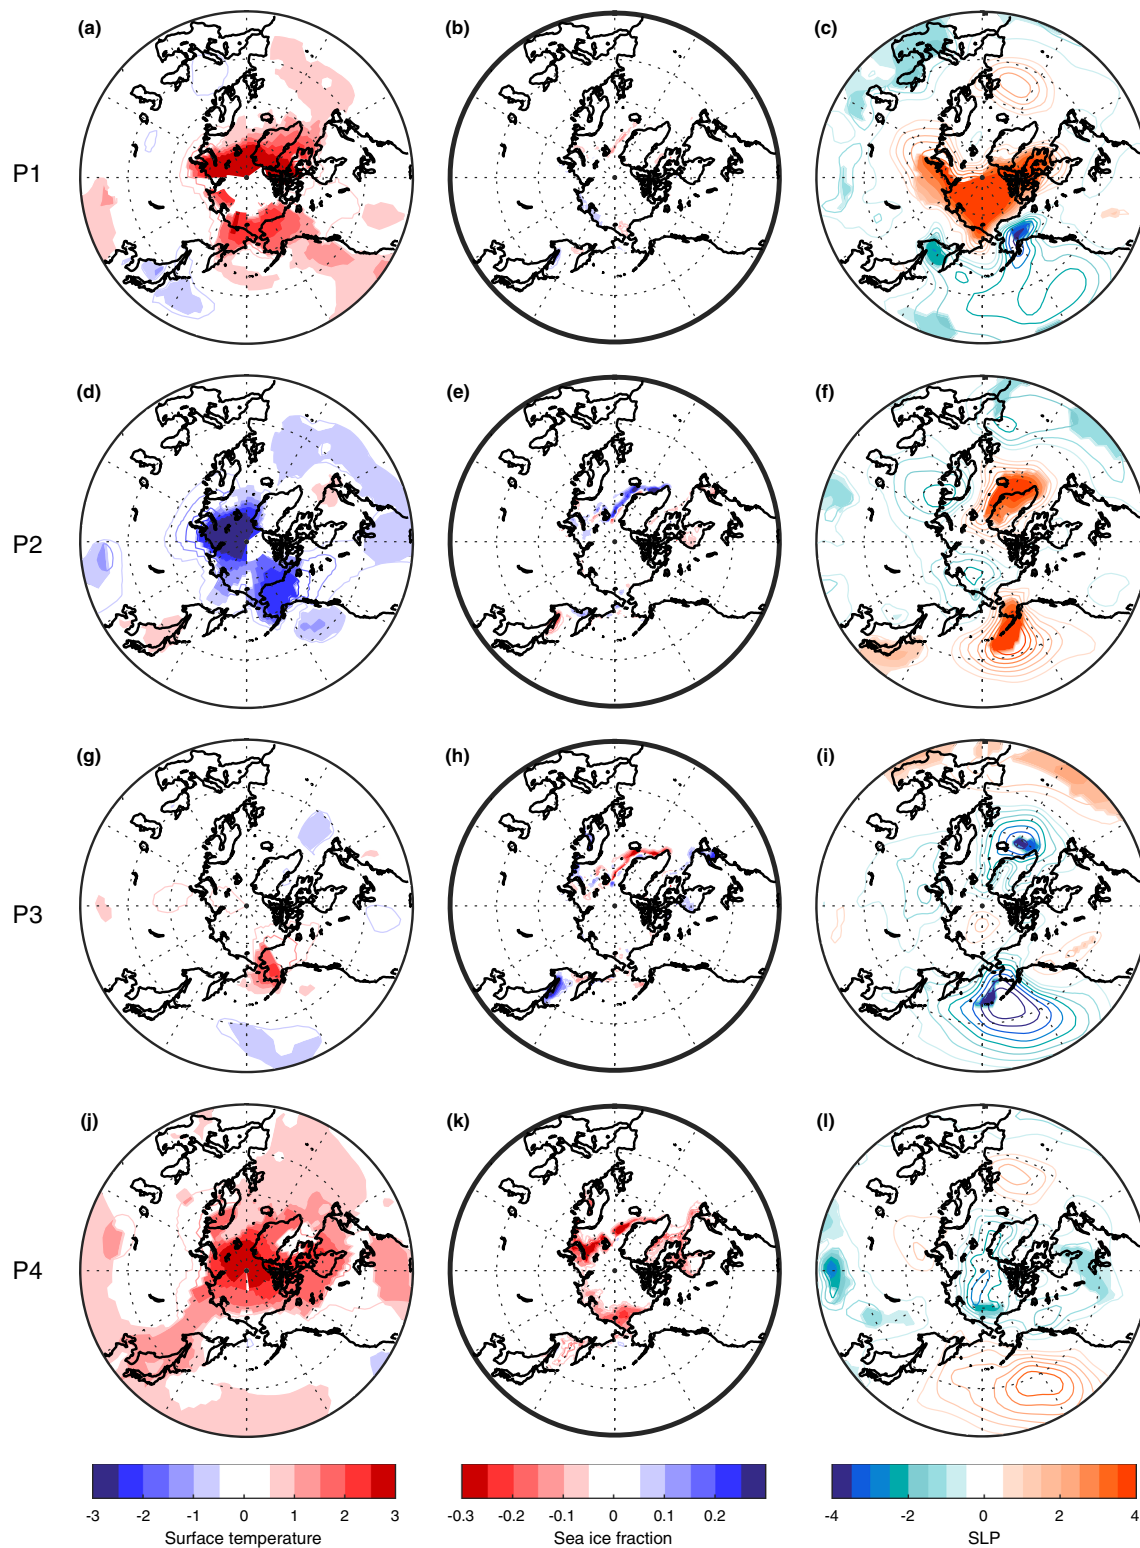 (a) (b) (c)
P1
(d) (e) (f)
P2
(g) (h) (i)
P3
(j) (k) (l)
P4
-3 -2 -1 0 1 2 3
Surface temperature
-0.3 -0.2 -0.1 0 0.1 0.2
Sea ice fraction
-4 -2 0 2 4
SLP